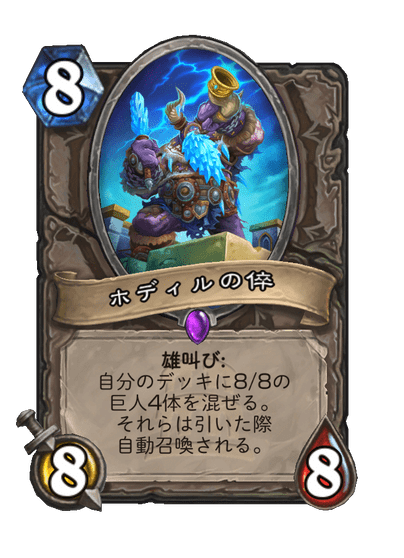 8
ホディルの倅
雄叫び:
自分のデッキに8/8の
巨人4体を混ぜる。
それらは引いた際
自動召喚される。
8
8